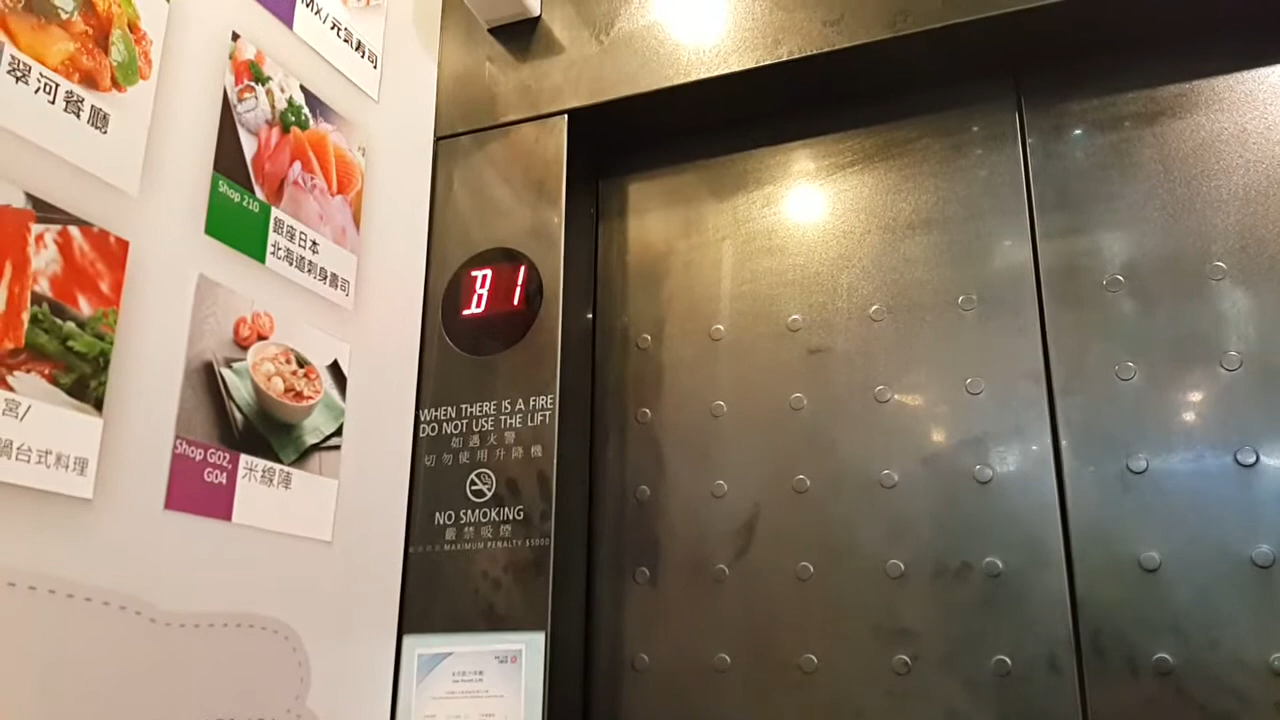 翠河餐廳
MX/元気寿司
Shop 210
銀座日本
北海道刺身壽司
宮/
鍋台式料理
Shop G02,
G04
米線陣
B1
WHEN THERE IS A FIRE
DO NOT USE THE LIFT
如遇火警
切勿使用升降機
NO SMOKING
嚴禁吸煙
MAXIMUM PENALTY $5000